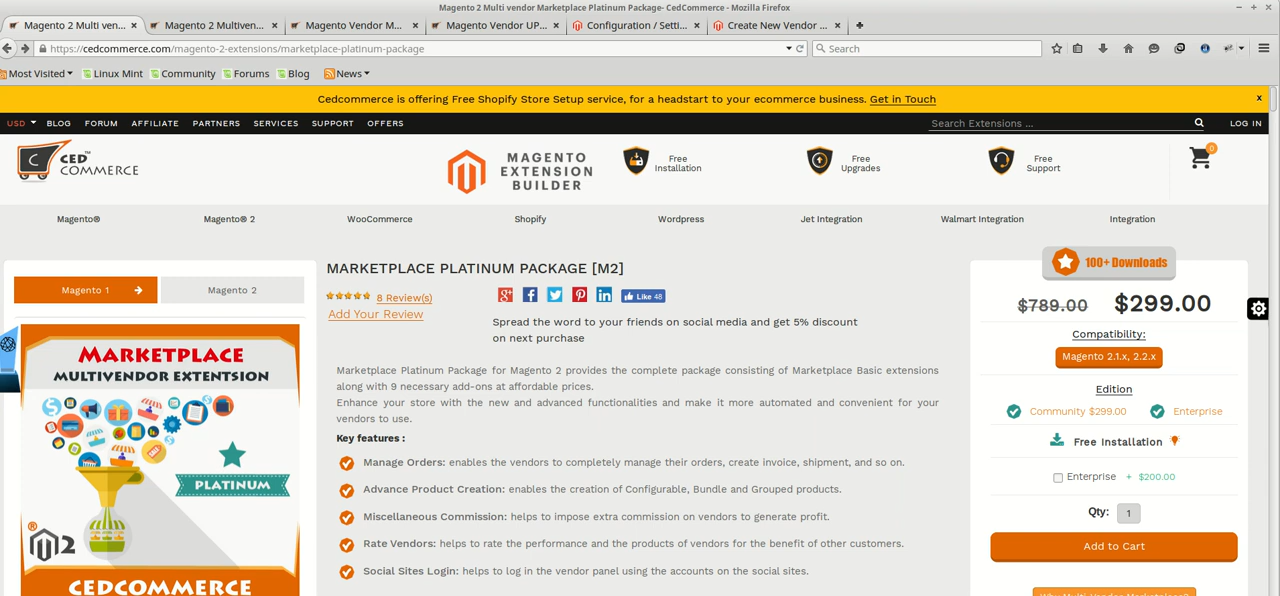 Magento 2 Multi vendor Marketplace Platinum Package- CedCommerce - Mozilla Firefox
Magento 2 Multi ven...
Magento 2 Multiven...
Magento Vendor M...
Magento Vendor UP...
Configuration / Setti...
Create New Vendor ...
https://cedcommerce.com/magento-2-extensions/marketplace-platinum-package
Search
Most Visited
Linux Mint
Community
Forums
Blog
News
Cedcommerce is offering Free Shopify Store Setup service, for a headstart to your ecommerce business. Get in Touch
x
USD BLOG FORUM AFFILIATE PARTNERS SERVICES SUPPORT OFFERS
Search Extensions ...
LOG IN
C CED™
COMMERCE
MAGENTO
EXTENSION
BUILDER
Free
Installation
Free
Upgrades
Free
Support
0
Magento® Magento® 2 WooCommerce Shopify Wordpress Jet Integration Walmart Integration Integration
Magento 1
Magento 2
MARKETPLACE
MULTIVENDOR EXTENTSION
PLATINUM
® 2
CEDCOMMERCE
MARKETPLACE PLATINUM PACKAGE [M2]
8 Review(s)
Add Your Review
Like 48
Spread the word to your friends on social media and get 5% discount
on next purchase
Marketplace Platinum Package for Magento 2 provides the complete package consisting of Marketplace Basic extensions
along with 9 necessary add-ons at affordable prices.
Enhance your store with the new and advanced functionalities and make it more automated and convenient for your
vendors to use.
Key features :
Manage Orders: enables the vendors to completely manage their orders, create invoice, shipment, and so on.
Advance Product Creation: enables the creation of Configurable, Bundle and Grouped products.
Miscellaneous Commission: helps to impose extra commission on vendors to generate profit.
Rate Vendors: helps to rate the performance and the products of vendors for the benefit of other customers.
Social Sites Login: helps to log in the vendor panel using the accounts on the social sites.
100+ Downloads
$789.00 $299.00
Compatibility:
Magento 2.1.x, 2.2.x
Edition
Community $299.00 Enterprise
Free Installation
Enterprise + $200.00
Qty: 1
Add to Cart
Why Multi Vendor Marketplace?